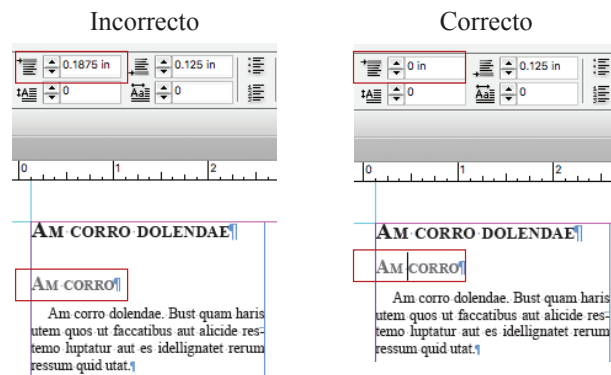 Incorrecto
0.1875 in
0.125 in
0
0
0
1
2
AM CORRO DOLENDAE¶
AM CORRO¶
Am corro dolendae. Bust quam haris
utem quos ut faccatibus aut alicide res-
temo luptatur aut es idellignatet rerum
ressum quid utat.¶
Correcto
0 in
0.125 in
0
0
0
1
2
AM CORRO DOLENDAE¶
AM CORRO¶
Am corro dolendae. Bust quam haris
utem quos ut faccatibus aut alicide res-
temo luptatur aut es idellignatet rerum
ressum quid utat.¶